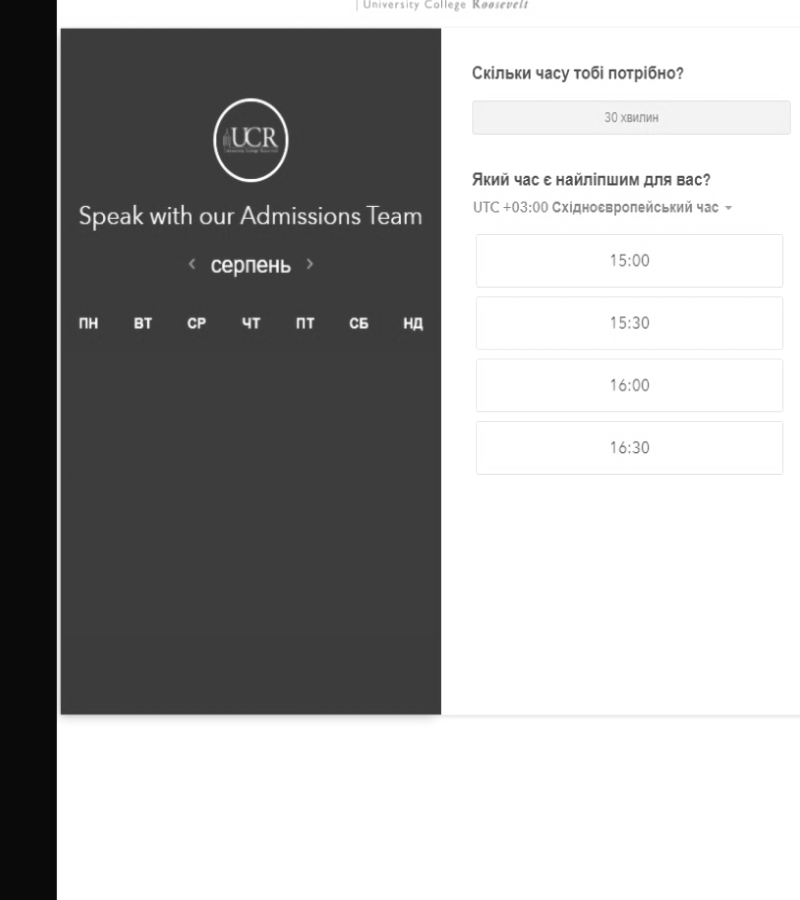 University College Roosevelt
UCR
Speak with our Admissions Team
серпень
ПН ВТ СР ЧТ ПТ СБ НД
Скільки часу тобі потрібно?
30 хвилин
Який час є найліпшим для вас?
UTC +03:00 Східноєвропейський час
15:00
15:30
16:00
16:30